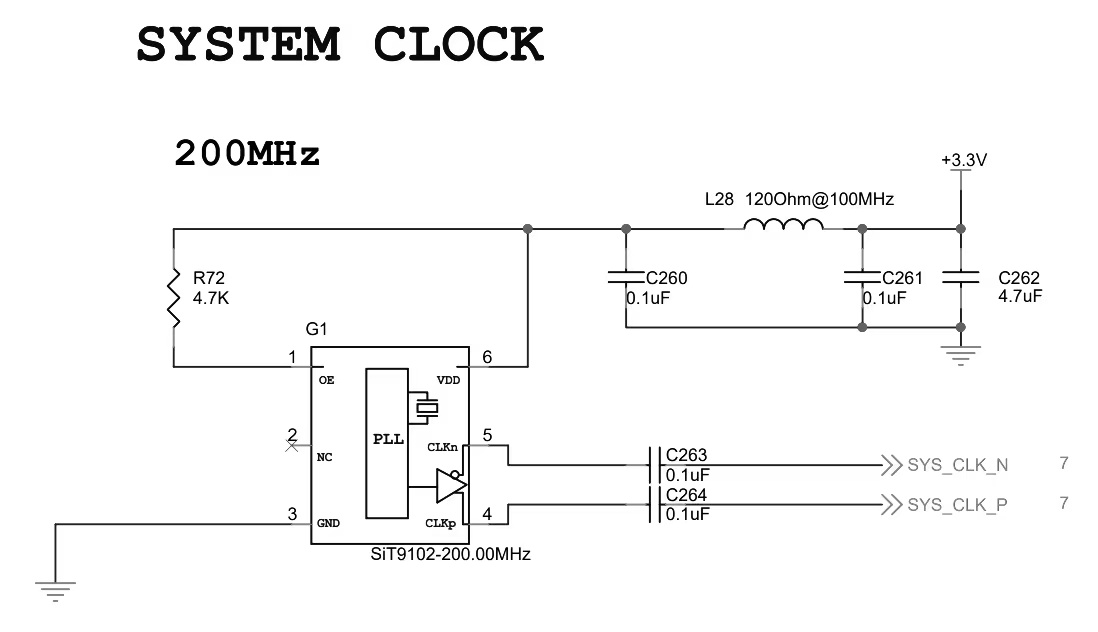 SYSTEM CLOCK
200MHz
+3.3V
L28 120Ohm@100MHz
R72
4.7K
C260
0.1uF
C261
0.1uF
C262
4.7uF
G1
1
6
OE
VDD
PLL
2
5
NC
CLKn
C263
0.1uF
SYS_CLK_N 7
C264
0.1uF
SYS_CLK_P 7
3
4
GND
CLKp
SiT9102-200.00MHz